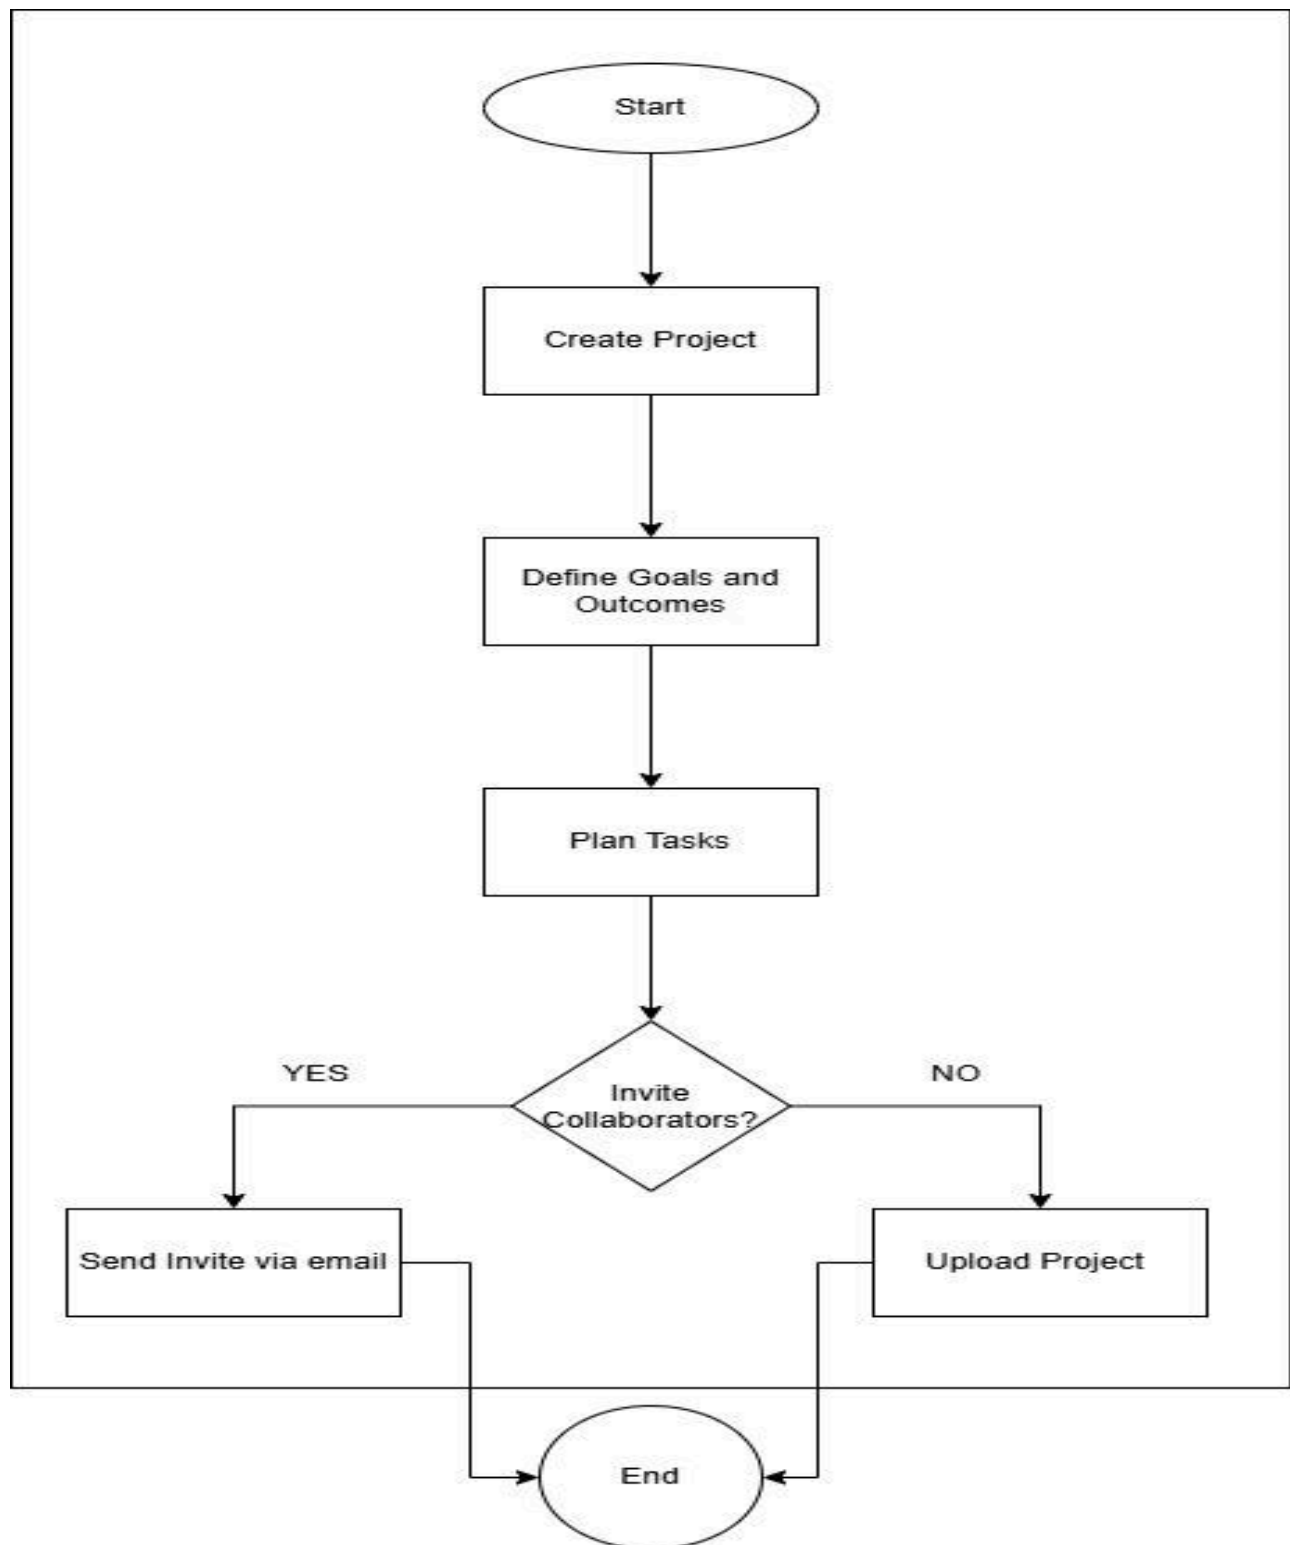 Start
Create Project
Define Goals and
Outcomes
Plan Tasks
YES
NO
Invite
Collaborators?
Send Invite via email
Upload Project
End